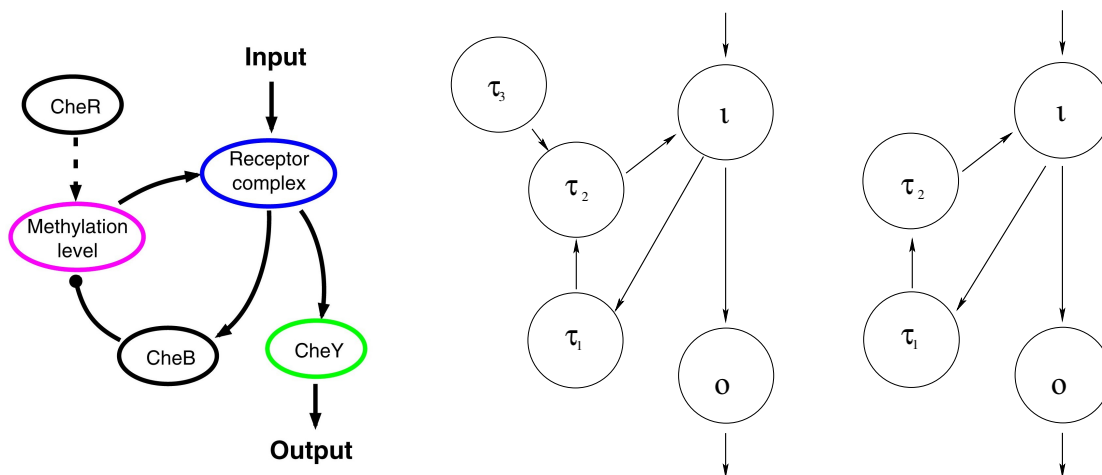 Input
CheR
Receptor
complex
Methylation
level
CheB
CheY
Output
τ3
ι
τ2
τ1
o
ι
τ2
τ1
o